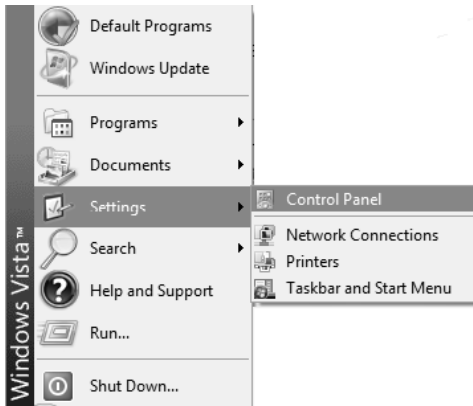 Default Programs
Windows Update
Programs
Documents
Settings
Search
Help and Support
Run...
Shut Down...
Control Panel
Network Connections
Printers
Taskbar and Start Menu
Windows Vista™